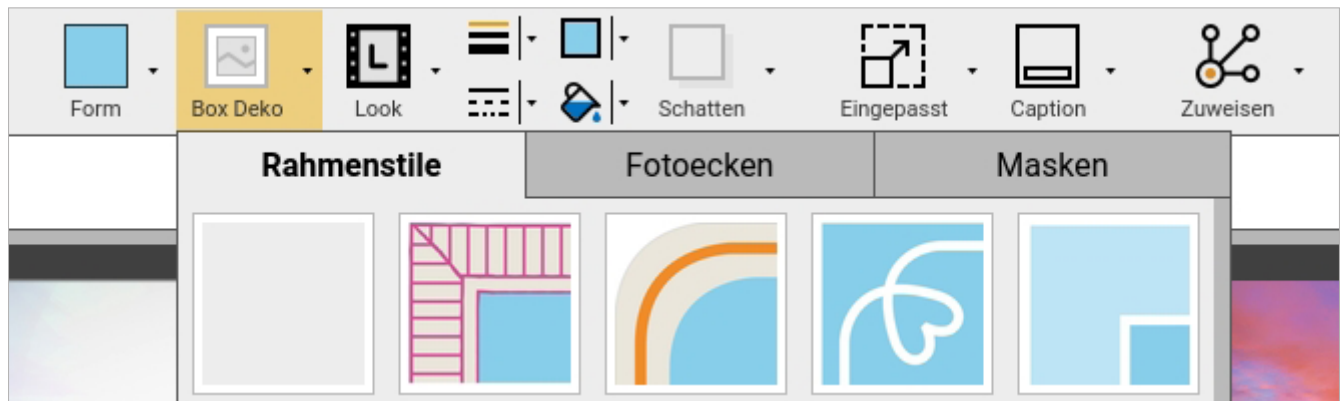 Form
Box Deko
Look
Schatten
Eingepasst
Caption
Zuweisen
Rahmenstile
Fotoecken
Masken